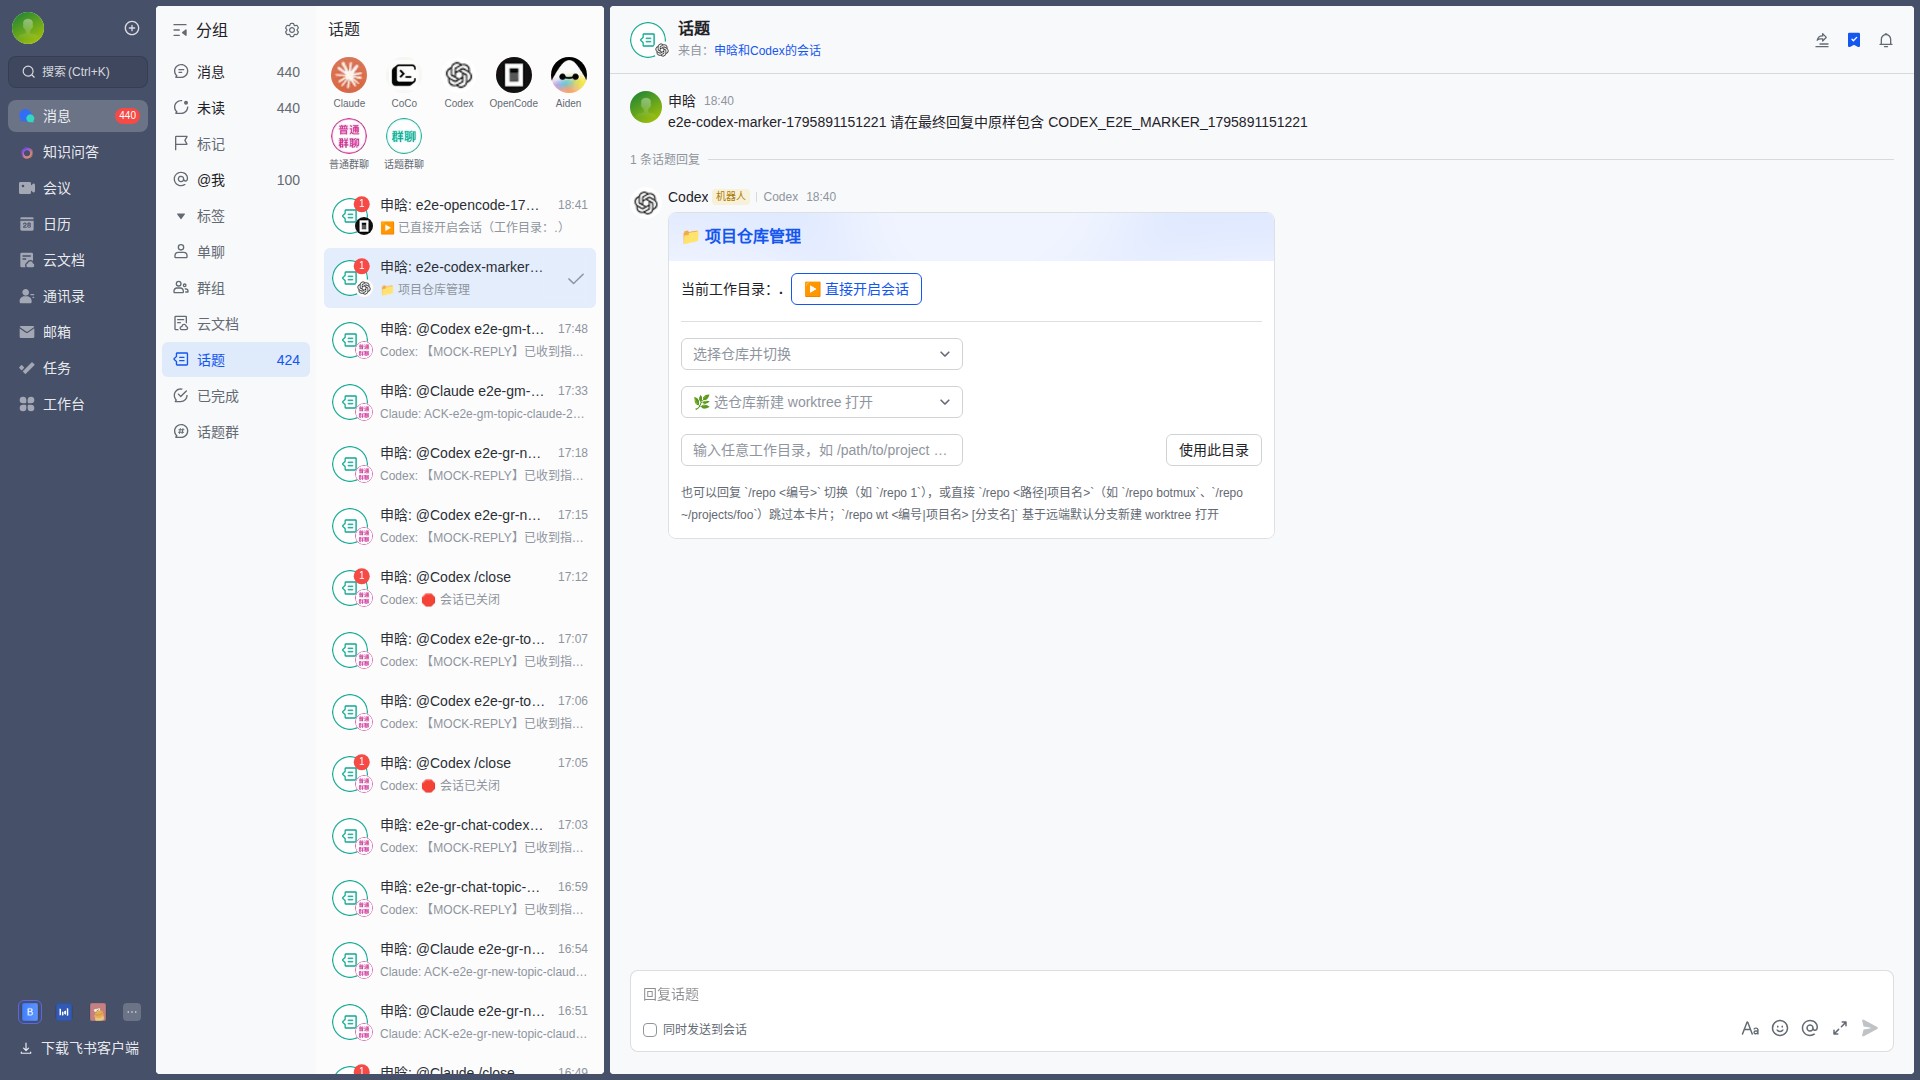 搜索 (Ctrl+K)
消息 440
知识问答
会议
日历
云文档
通讯录
邮箱
任务
工作台
下载飞书客户端
分组
消息 440
未读 440
标记
@我 100
标签
单聊
群组
云文档
话题 424
已完成
话题群
话题
Claude CoCo Codex OpenCode Aiden
普通群聊 群聊
普通群聊 话题群聊
1 申晗: e2e-opencode-17… 18:41
▶️ 已直接开启会话（工作目录: .）
1 申晗: e2e-codex-marker…
📁 项目仓库管理
申晗: @Codex e2e-gm-t… 17:48
Codex: 【MOCK-REPLY】已收到指…
申晗: @Claude e2e-gm-… 17:33
Claude: ACK-e2e-gm-topic-claude-2…
申晗: @Codex e2e-gr-n… 17:18
Codex: 【MOCK-REPLY】已收到指…
申晗: @Codex e2e-gr-n… 17:15
Codex: 【MOCK-REPLY】已收到指…
1 申晗: @Codex /close 17:12
Codex: 🛑 会话已关闭
申晗: @Codex e2e-gr-to… 17:07
Codex: 【MOCK-REPLY】已收到指…
申晗: @Codex e2e-gr-to… 17:06
Codex: 【MOCK-REPLY】已收到指…
1 申晗: @Codex /close 17:05
Codex: 🛑 会话已关闭
申晗: e2e-gr-chat-codex… 17:03
Codex: 【MOCK-REPLY】已收到指…
申晗: e2e-gr-chat-topic-… 16:59
Codex: 【MOCK-REPLY】已收到指…
申晗: @Claude e2e-gr-n… 16:54
Claude: ACK-e2e-gr-new-topic-claud…
申晗: @Claude e2e-gr-n… 16:51
Claude: ACK-e2e-gr-new-topic-claud…
1 申晗: @Claude /close 16:49
话题
来自：申晗和Codex的会话
申晗 18:40
e2e-codex-marker-1795891151221 请在最终回复中原样包含 CODEX_E2E_MARKER_1795891151221
1 条话题回复
Codex 机器人 | Codex 18:40
📁 项目仓库管理
当前工作目录：. ▶️ 直接开启会话
选择仓库并切换
🌿 选仓库新建 worktree 打开
输入任意工作目录，如 /path/to/project … 使用此目录
也可以回复 `/repo <编号>` 切换（如 `/repo 1`），或直接 `/repo <路径|项目名>`（如 `/repo botmux`、`/repo
~/projects/foo`）跳过本卡片；`/repo wt <编号|项目名> [分支名]` 基于远端默认分支新建 worktree 打开
回复话题
同时发送到会话